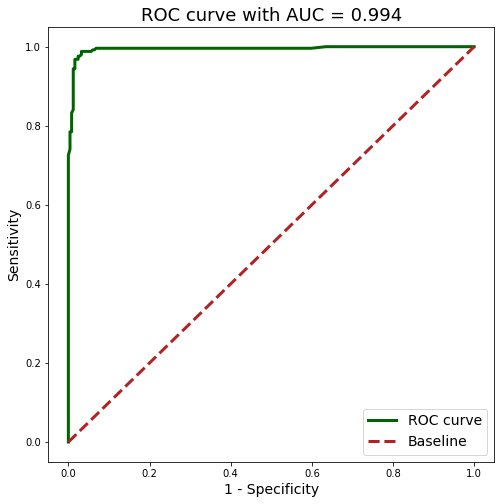 ROC curve with AUC = 0.994
Sensitivity
1.0
0.8
0.6
0.4
0.2
0.0
0.0 0.2 0.4 0.6 0.8 1.0
1 - Specificity
ROC curve
Baseline